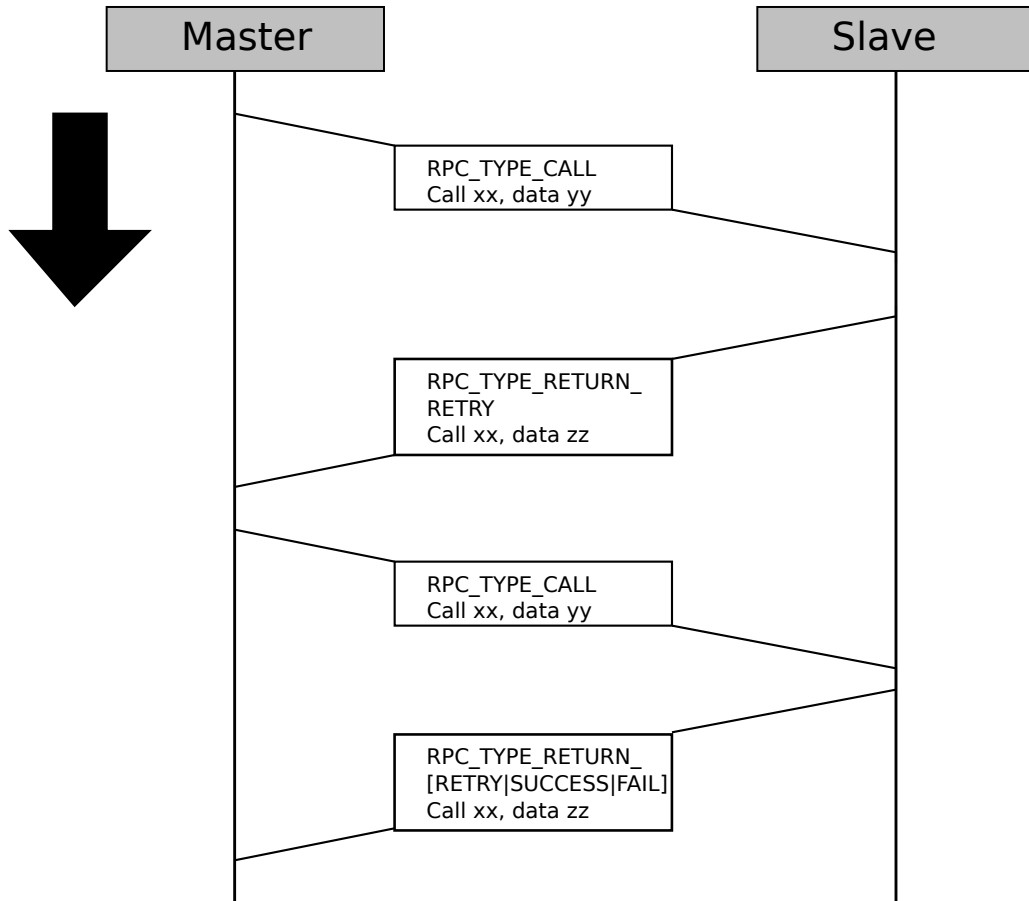 Master
Slave
RPC_TYPE_CALL
Call xx, data yy
RPC_TYPE_RETURN_
RETRY
Call xx, data zz
RPC_TYPE_CALL
Call xx, data yy
RPC_TYPE_RETURN_
[RETRY|SUCCESS|FAIL]
Call xx, data zz